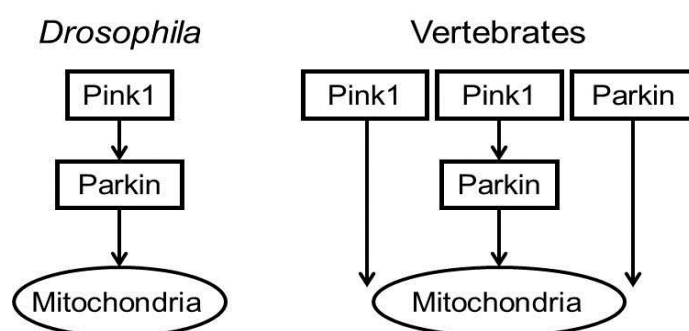 Drosophila
Vertebrates
Pink1
Pink1
Pink1
Parkin
Parkin
Parkin
Mitochondria
Mitochondria